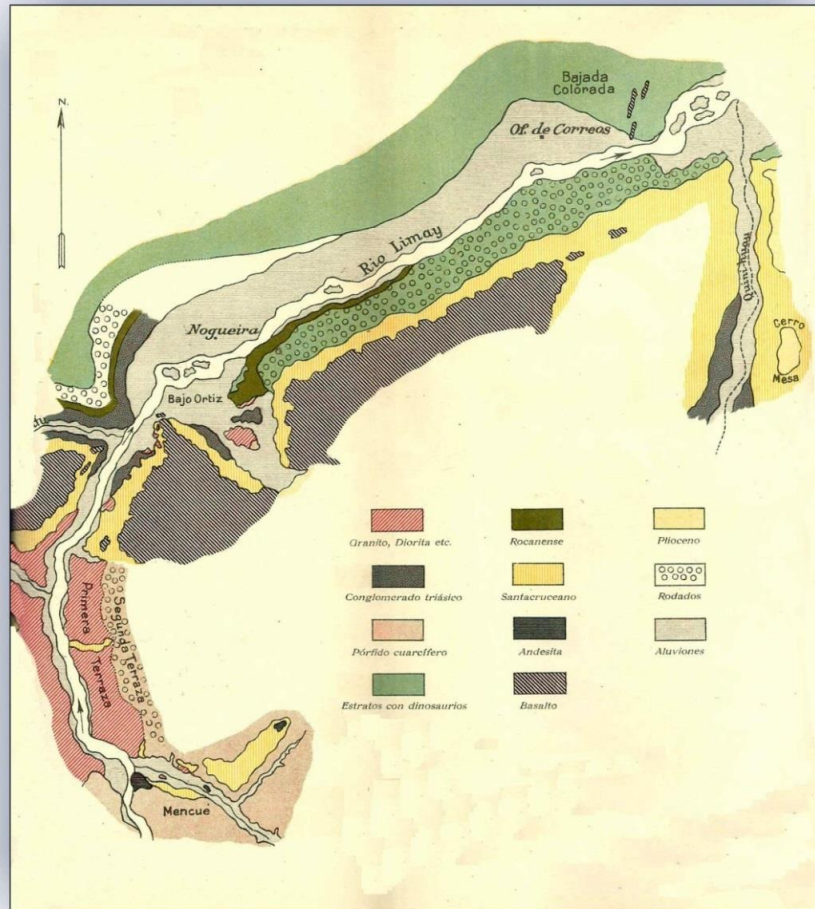 N.
Bajada
Colorada
Of. de Correos
Rio Limay
Quinihuau
Nogueira
Cerro
Mesa
Bajo Ortiz
Primera
Terraza
Segunda Terraza
Mencué
Granito, Diorita etc.
Rocanense
Plioceno
Conglomerado triásico
Santacruceano
Rodados
Pórfido cuarcífero
Andesita
Aluviones
Estratos con dinosaurios
Basalto